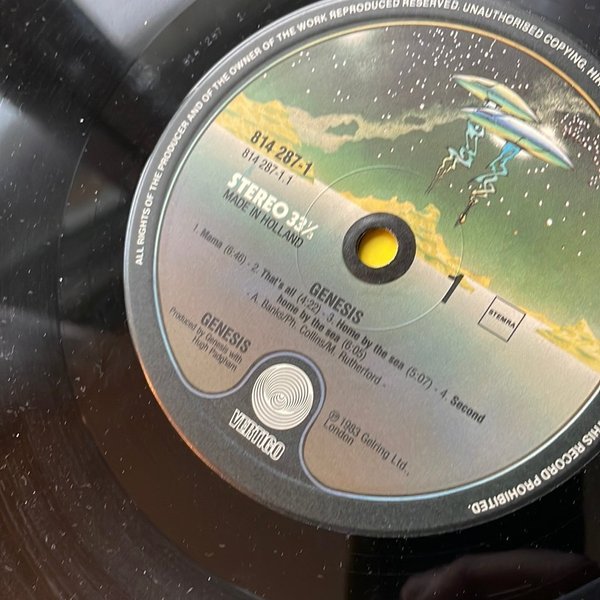 ALL RIGHTS OF THE PRODUCER AND OF THE OWNER OF THE WORK REPRODUCED RESERVED. UNAUTHORISED COPYING, HIR
814 287-1
814 287-1.1
STEREO 33⅓
MADE IN HOLLAND
GENESIS
1
STEMRA
1. Mama (6:46) - 2. That's all (4:22) - 3. Home by the sea (5:07) - 4. Second
home by the sea (6:05)
- A. Banks/Ph. Collins/M. Rutherford -
GENESIS
Produced by Genesis with
Hugh Padgham
VERTIGO
℗ 1983 Gelring Ltd.,
London
THIS RECORD PROHIBITED.